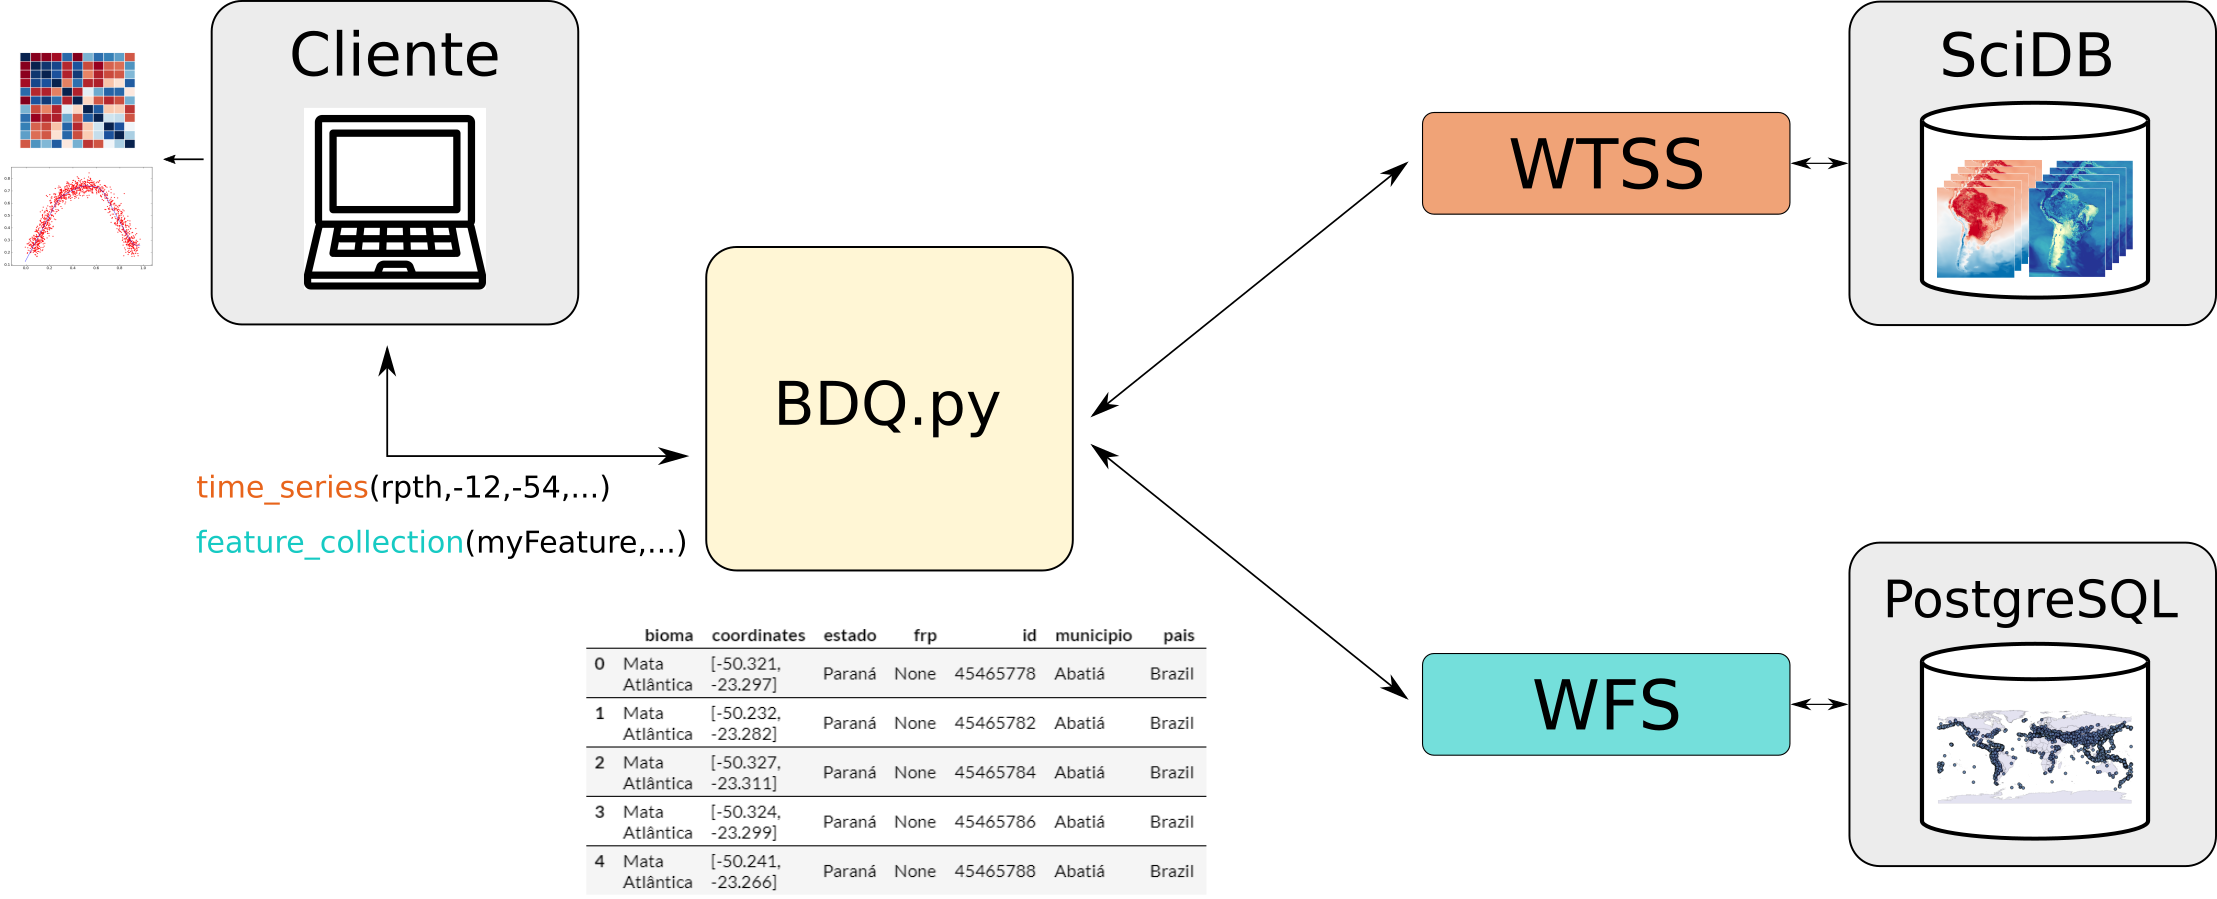 Cliente
SciDB
WTSS
BDQ.py
time_series(rpth,-12,-54,...)
feature_collection(myFeature,...)
PostgreSQL
WFS
bioma coordinates estado frp id municipio pais
0 Mata Atlântica [-50.321, -23.297] Paraná None 45465778 Abatiá Brazil
1 Mata Atlântica [-50.232, -23.282] Paraná None 45465782 Abatiá Brazil
2 Mata Atlântica [-50.327, -23.311] Paraná None 45465784 Abatiá Brazil
3 Mata Atlântica [-50.324, -23.299] Paraná None 45465786 Abatiá Brazil
4 Mata Atlântica [-50.241, -23.266] Paraná None 45465788 Abatiá Brazil